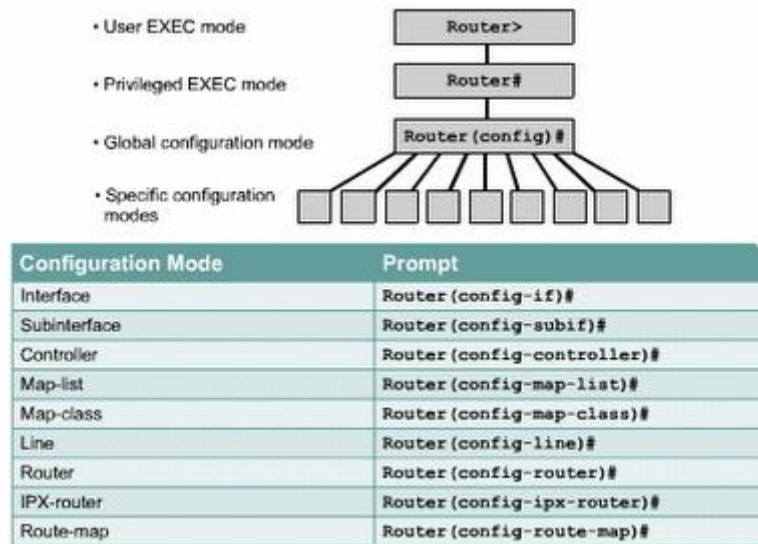 • User EXEC mode
Router>
• Privileged EXEC mode
Router#
• Global configuration mode
Router(config)#
• Specific configuration
modes
Configuration Mode Prompt
Interface Router(config-if)#
Subinterface Router(config-subif)#
Controller Router(config-controller)#
Map-list Router(config-map-list)#
Map-class Router(config-map-class)#
Line Router(config-line)#
Router Router(config-router)#
IPX-router Router(config-ipx-router)#
Route-map Router(config-route-map)#